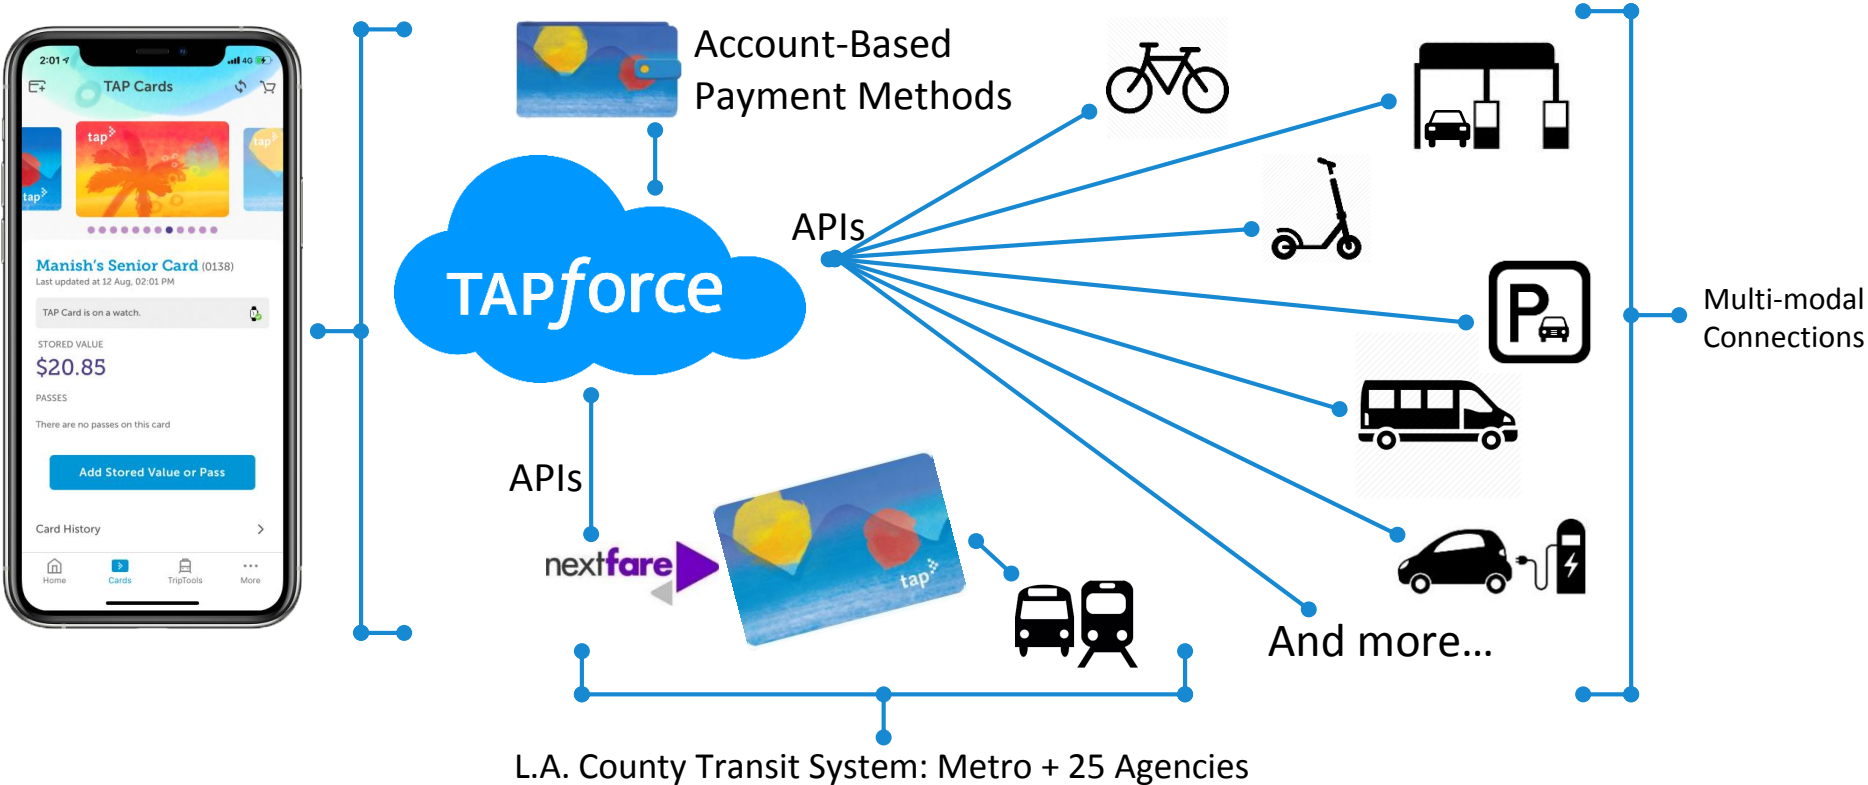 2:01
4G
TAP Cards
tap
tap
tap
Manish's Senior Card (0138)
Last updated at 12 Aug, 02:01 PM
TAP Card is on a watch.
STORED VALUE
$20.85
PASSES
There are no passes on this card
Add Stored Value or Pass
Card History
Home
Cards
TripTools
More
Account-Based
Payment Methods
TAPforce
APIs
APIs
nextfare
tap
P
And more...
Multi-modal
Connections
L.A. County Transit System: Metro + 25 Agencies